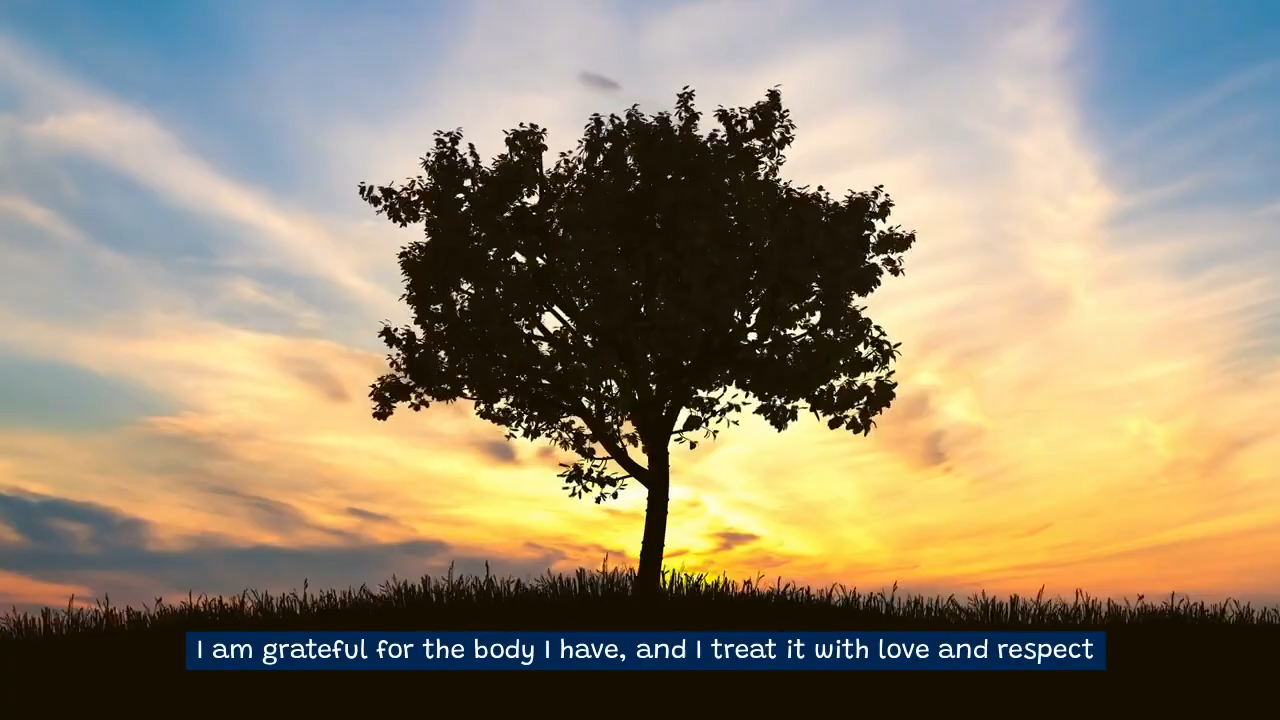 I am grateful for the body I have, and I treat it with love and respect